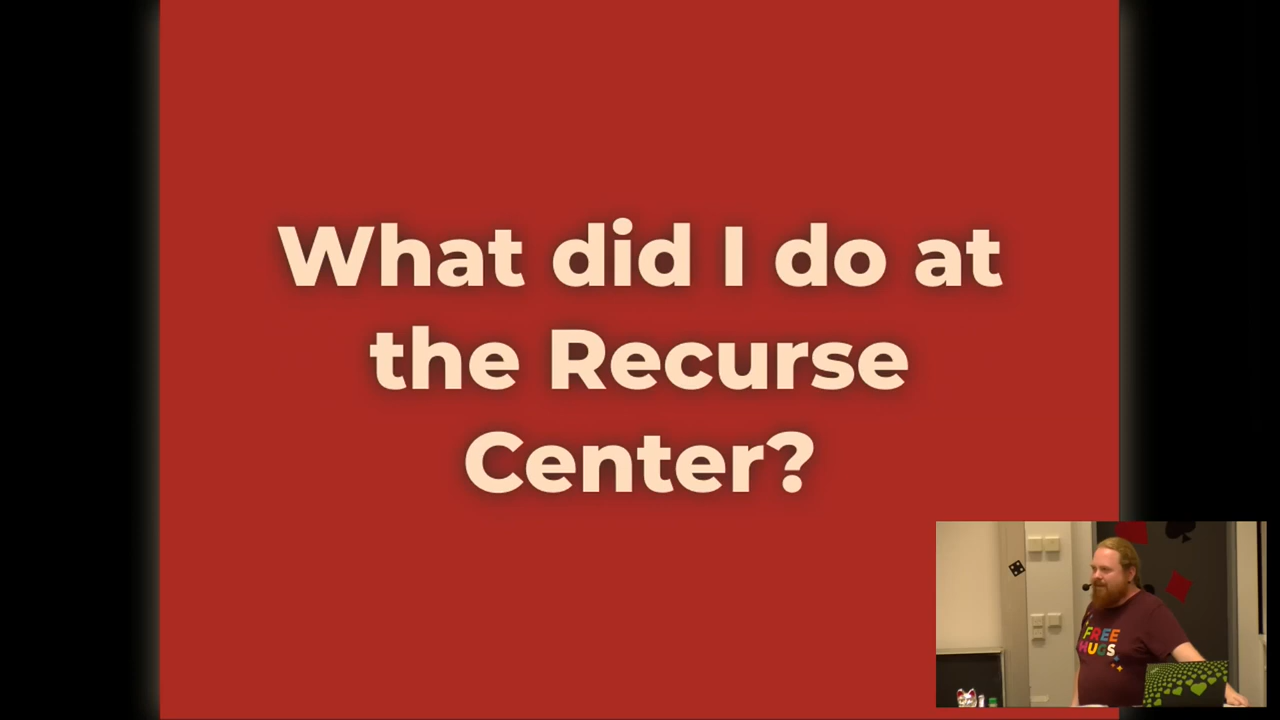 What did I do at
the Recurse
Center?
FREE
HUGS